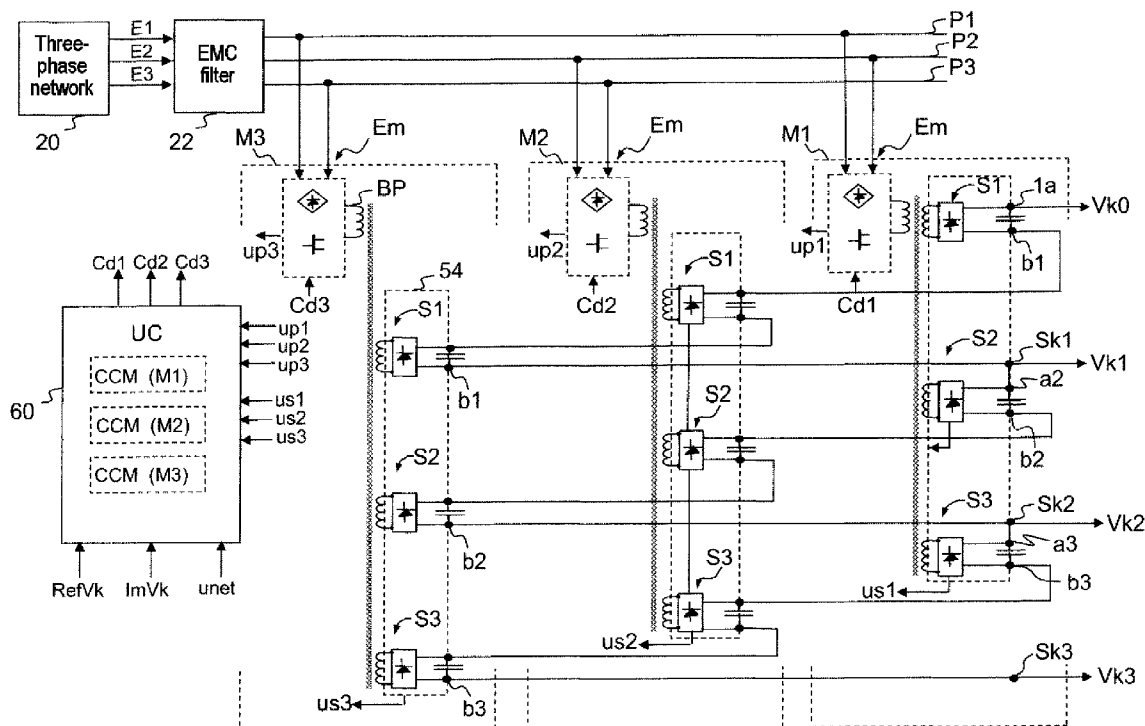 P1
E1
E2
E3
Three-
phase
network
EMC
filter
P2
P3
20
22
M3
Em
M2
Em
M1
Em
BP
S1
1a
Vk0
up3
up2
up1
b1
Cd1
Cd2
Cd3
54
S1
Cd3
Cd2
Cd1
UC
up1
up2
up3
S1
S2
Sk1
Vk1
CCM (M1)
b1
a2
60
us1
us2
us3
CCM (M2)
S2
b2
CCM (M3)
S2
S3
Sk2
Vk2
b2
a3
RefVk
ImVk
unet
S3
b3
us1
S3
us2
Sk3
Vk3
us3
b3